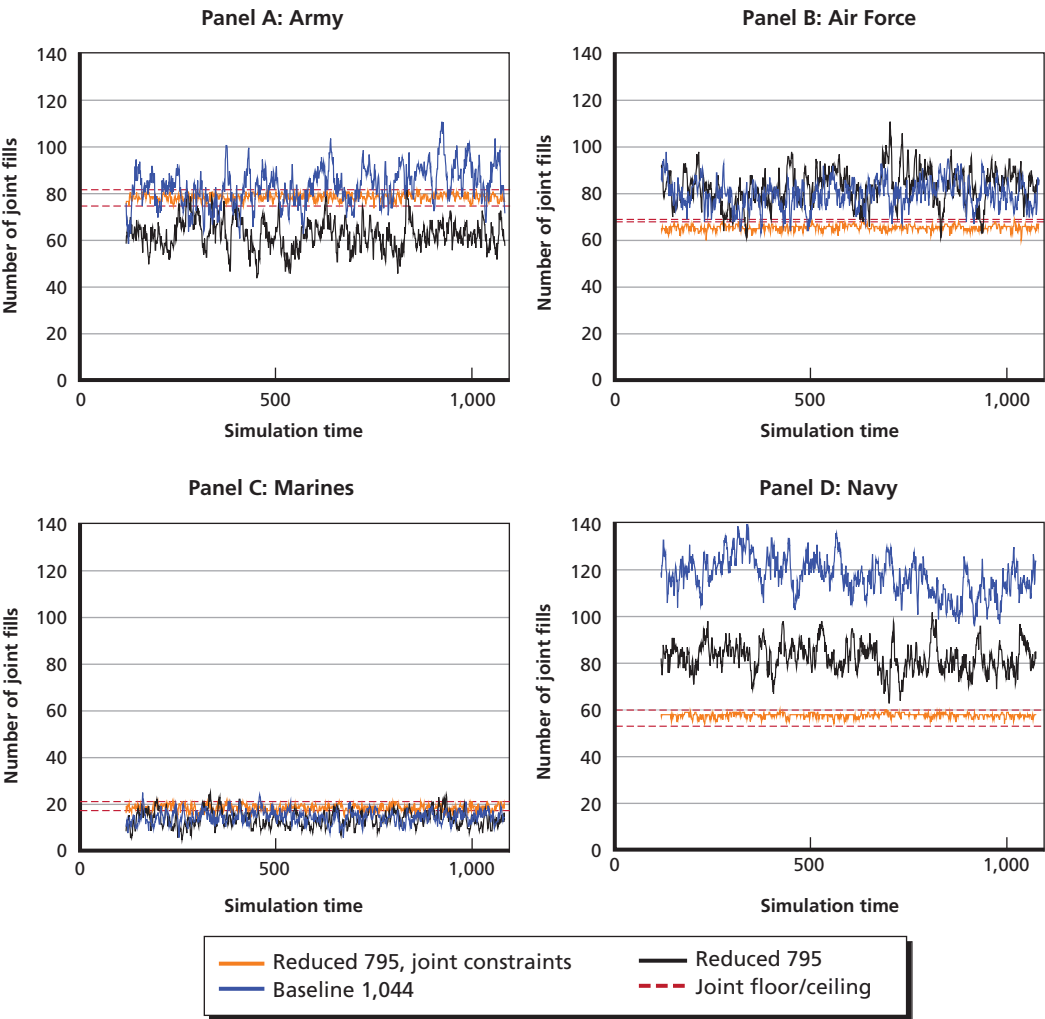 Panel A: Army
Number of joint fills
140
120
100
80
60
40
20
0
0 500 1,000
Simulation time
Panel B: Air Force
Number of joint fills
140
120
100
80
60
40
20
0
0 500 1,000
Simulation time
Panel C: Marines
Number of joint fills
140
120
100
80
60
40
20
0
0 500 1,000
Simulation time
Panel D: Navy
Number of joint fills
140
120
100
80
60
40
20
0
0 500 1,000
Simulation time
Reduced 795, joint constraints
Baseline 1,044
Reduced 795
Joint floor/ceiling